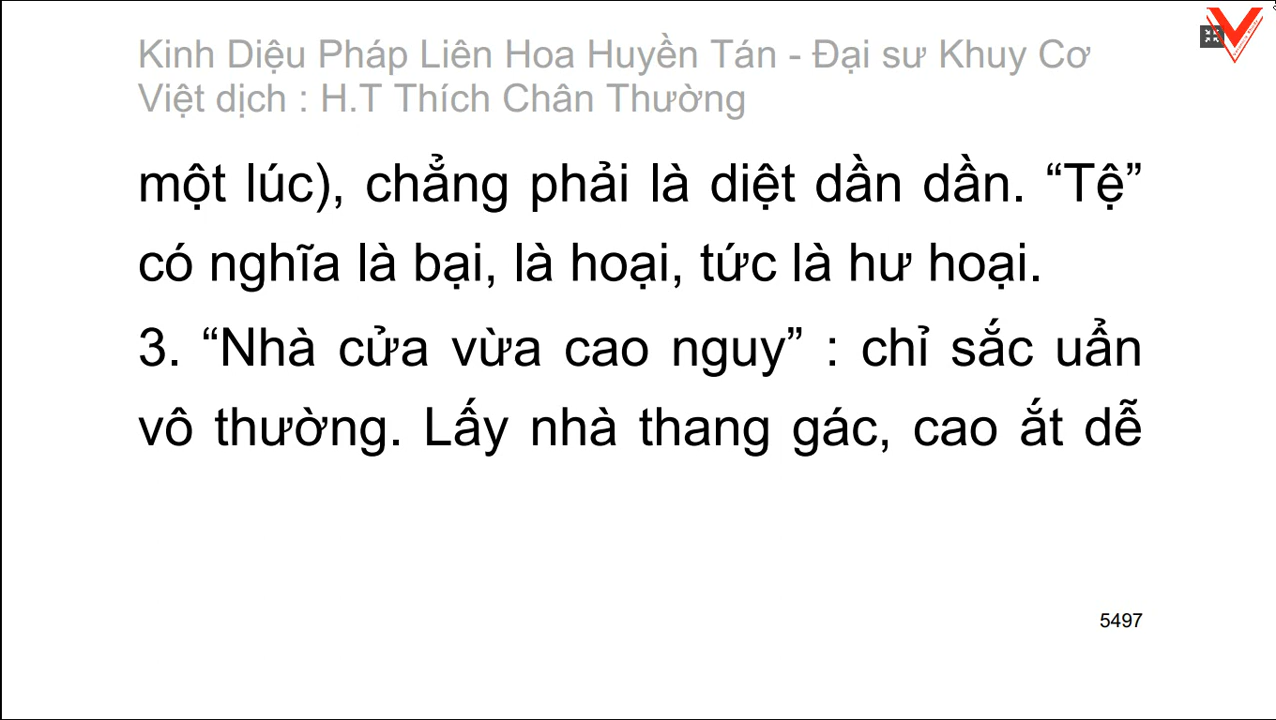 Kinh Diệu Pháp Liên Hoa Huyền Tán - Đại sư Khuy Cơ
Việt dịch : H.T Thích Chân Thường
một lúc), chẳng phải là diệt dần dần. “Tệ”
có nghĩa là bại, là hoại, tức là hư hoại.
3. “Nhà cửa vừa cao nguy” : chỉ sắc uẩn
vô thường. Lấy nhà thang gác, cao ắt dễ
5497